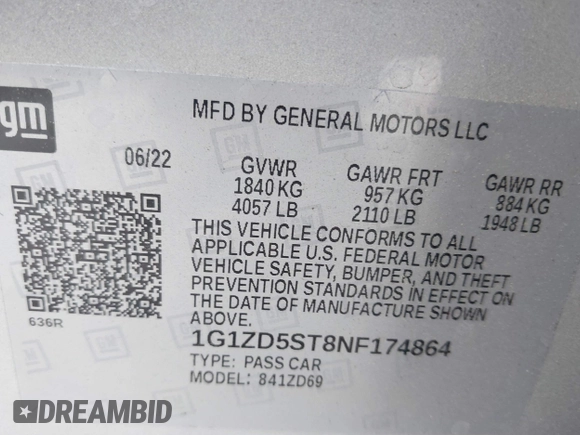 gm
MFD BY GENERAL MOTORS LLC
06/22
GVWR GAWR FRT GAWR RR
1840 KG 957 KG 884 KG
4057 LB 2110 LB 1948 LB
THIS VEHICLE CONFORMS TO ALL
APPLICABLE U.S. FEDERAL MOTOR
VEHICLE SAFETY, BUMPER, AND THEFT
PREVENTION STANDARDS IN EFFECT ON
THE DATE OF MANUFACTURE SHOWN
ABOVE.
636R
1G1ZD5ST8NF174864
TYPE: PASS CAR
MODEL: 841ZD69
DREAMBID